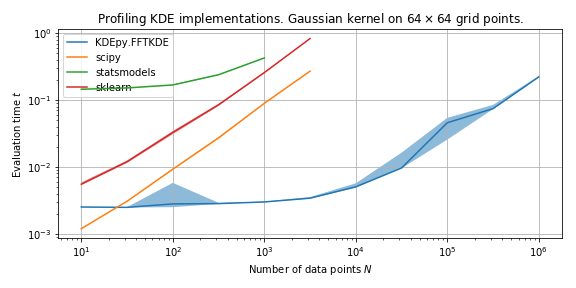 Profiling KDE implementations. Gaussian kernel on 64 × 64 grid points.
KDEpy.FFTKDE
scipy
statsmodels
sklearn
Evaluation time t
10⁰
10⁻¹
10⁻²
10⁻³
10¹ 10² 10³ 10⁴ 10⁵ 10⁶
Number of data points N